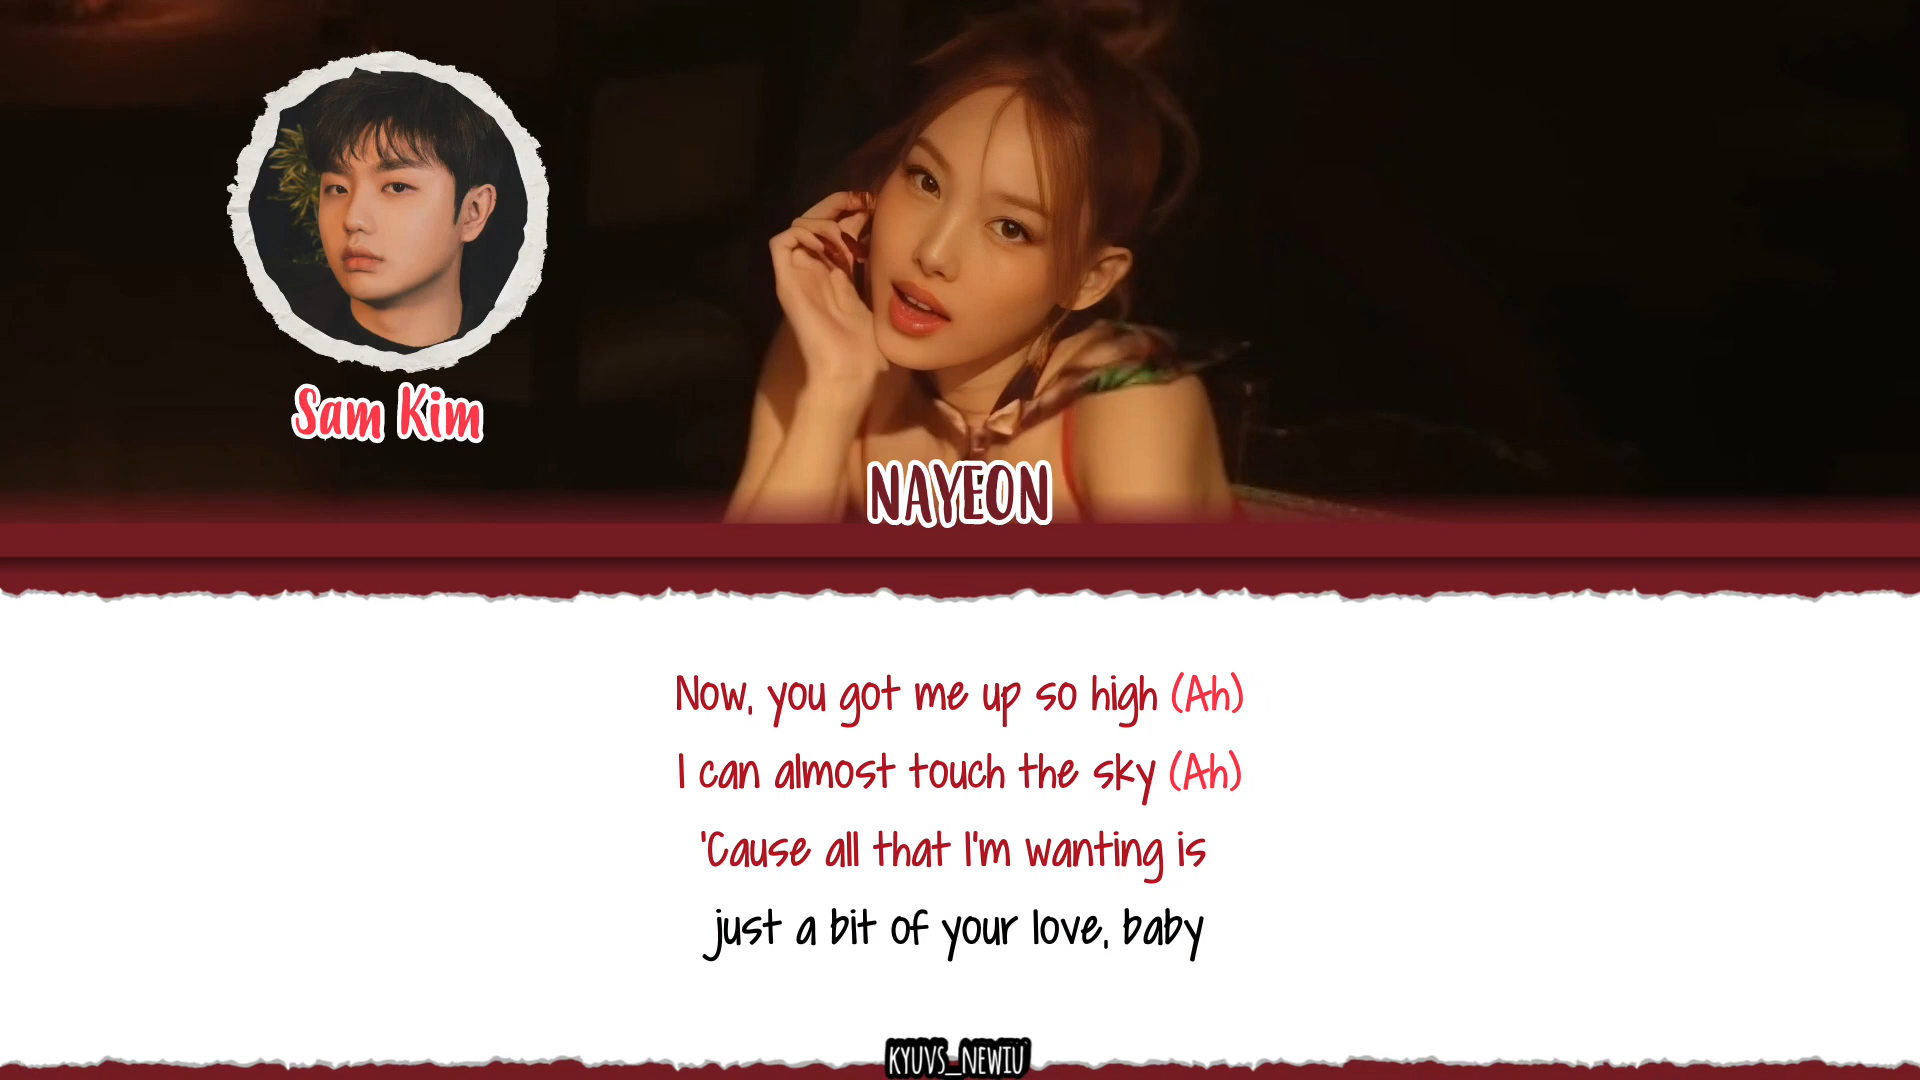 Sam Kim
NAYEON
Now, you got me up so high (Ah)
I can almost touch the sky (Ah)
'Cause all that I'm wanting is
just a bit of your love, baby
KYUVS_NEWIU